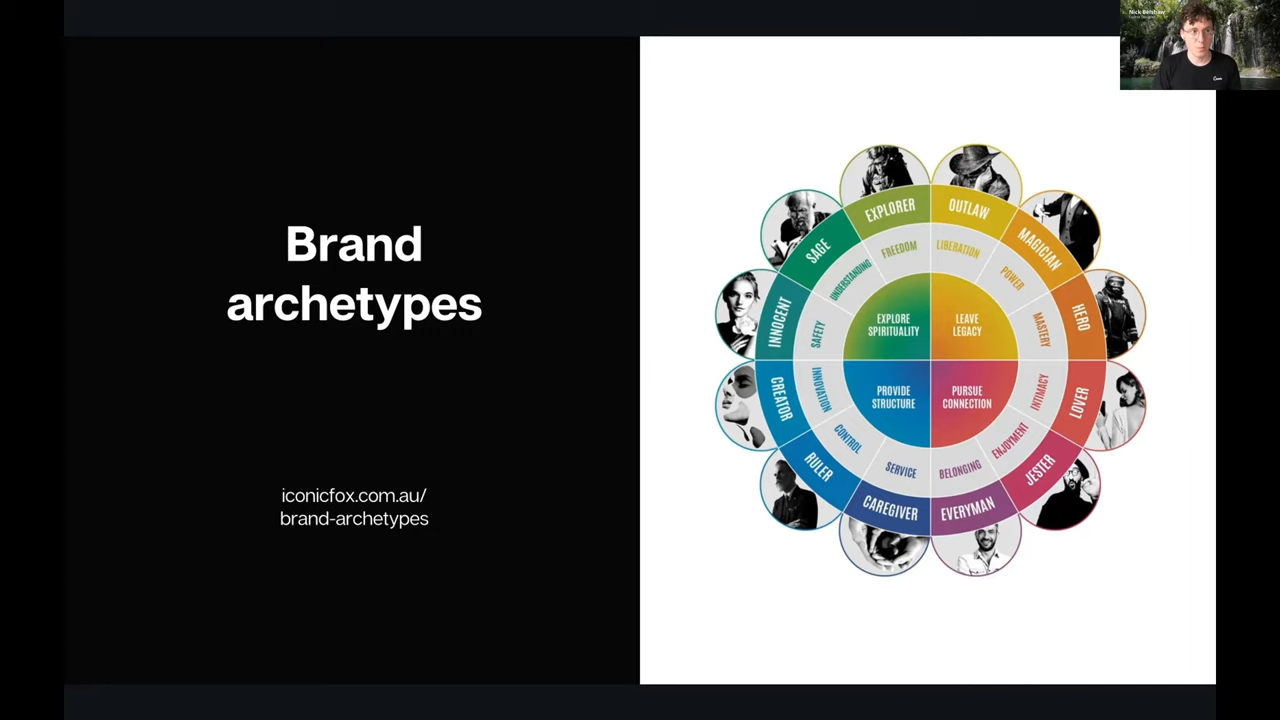 Brand
archetypes
iconicfox.com.au/
brand-archetypes
EXPLORER
OUTLAW
MAGICIAN
HERO
LOVER
JESTER
EVERYMAN
CAREGIVER
RULER
CREATOR
INNOCENT
SAGE
FREEDOM
LIBERATION
POWER
MASTERY
INTIMACY
ENJOYMENT
BELONGING
SERVICE
CONTROL
INNOVATION
SAFETY
UNDERSTANDING
EXPLORE
SPIRITUALITY
LEAVE
LEGACY
PROVIDE
STRUCTURE
PURSUE
CONNECTION
Nick
Canva